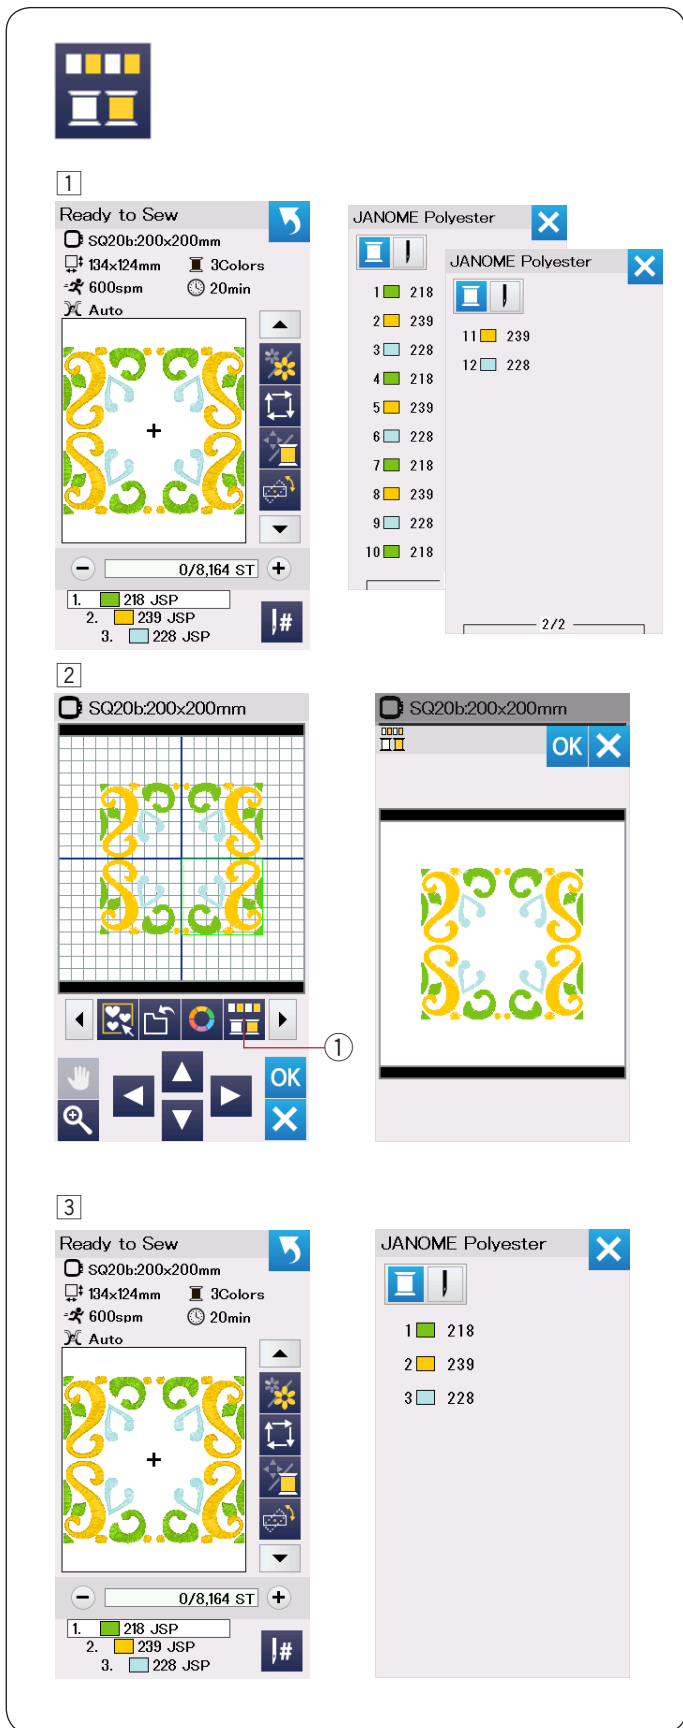 1
Ready to Sew
SQ20b:200x200mm
134x124mm 3Colors
600spm 20min
Auto
0/8,164 ST
1. 218 JSP
2. 239 JSP
3. 228 JSP
#
JANOME Polyester
1 218
2 239
3 228
4 218
5 239
6 228
7 218
8 239
9 228
10 218
JANOME Polyester
11 239
12 228
2/2
2
SQ20b:200x200mm
1
OK
SQ20b:200x200mm
OK
3
Ready to Sew
SQ20b:200x200mm
134x124mm 3Colors
600spm 20min
Auto
0/8,164 ST
1. 218 JSP
2. 239 JSP
3. 228 JSP
#
JANOME Polyester
1 218
2 239
3 228